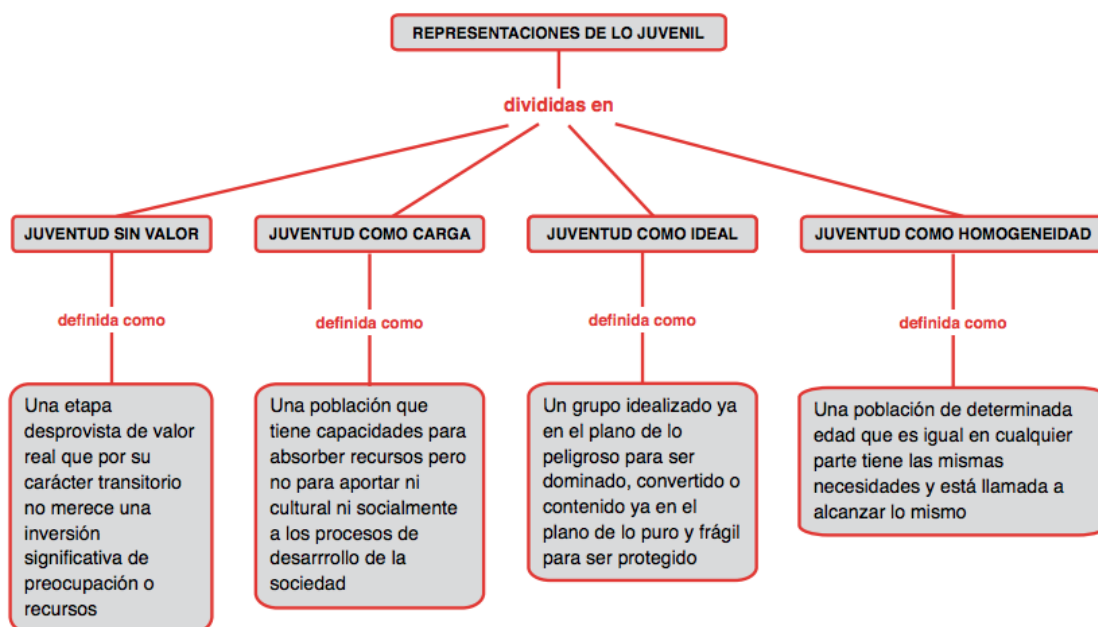 REPRESENTACIONES DE LO JUVENIL
divididas en
JUVENTUD SIN VALOR
JUVENTUD COMO CARGA
JUVENTUD COMO IDEAL
JUVENTUD COMO HOMOGENEIDAD
definida como
definida como
definida como
definida como
Una etapa
desprovista de valor
real que por su
carácter transitorio
no merece una
inversión
significativa de
preocupación o
recursos
Una población que
tiene capacidades para
absorber recursos pero
no para aportar ni
cultural ni socialmente
a los procesos de
desarrrollo de la
sociedad
Un grupo idealizado ya
en el plano de lo
peligroso para ser
dominado, convertido o
contenido ya en el
plano de lo puro y frágil
para ser protegido
Una población de determinada
edad que es igual en cualquier
parte tiene las mismas
necesidades y está llamada a
alcanzar lo mismo